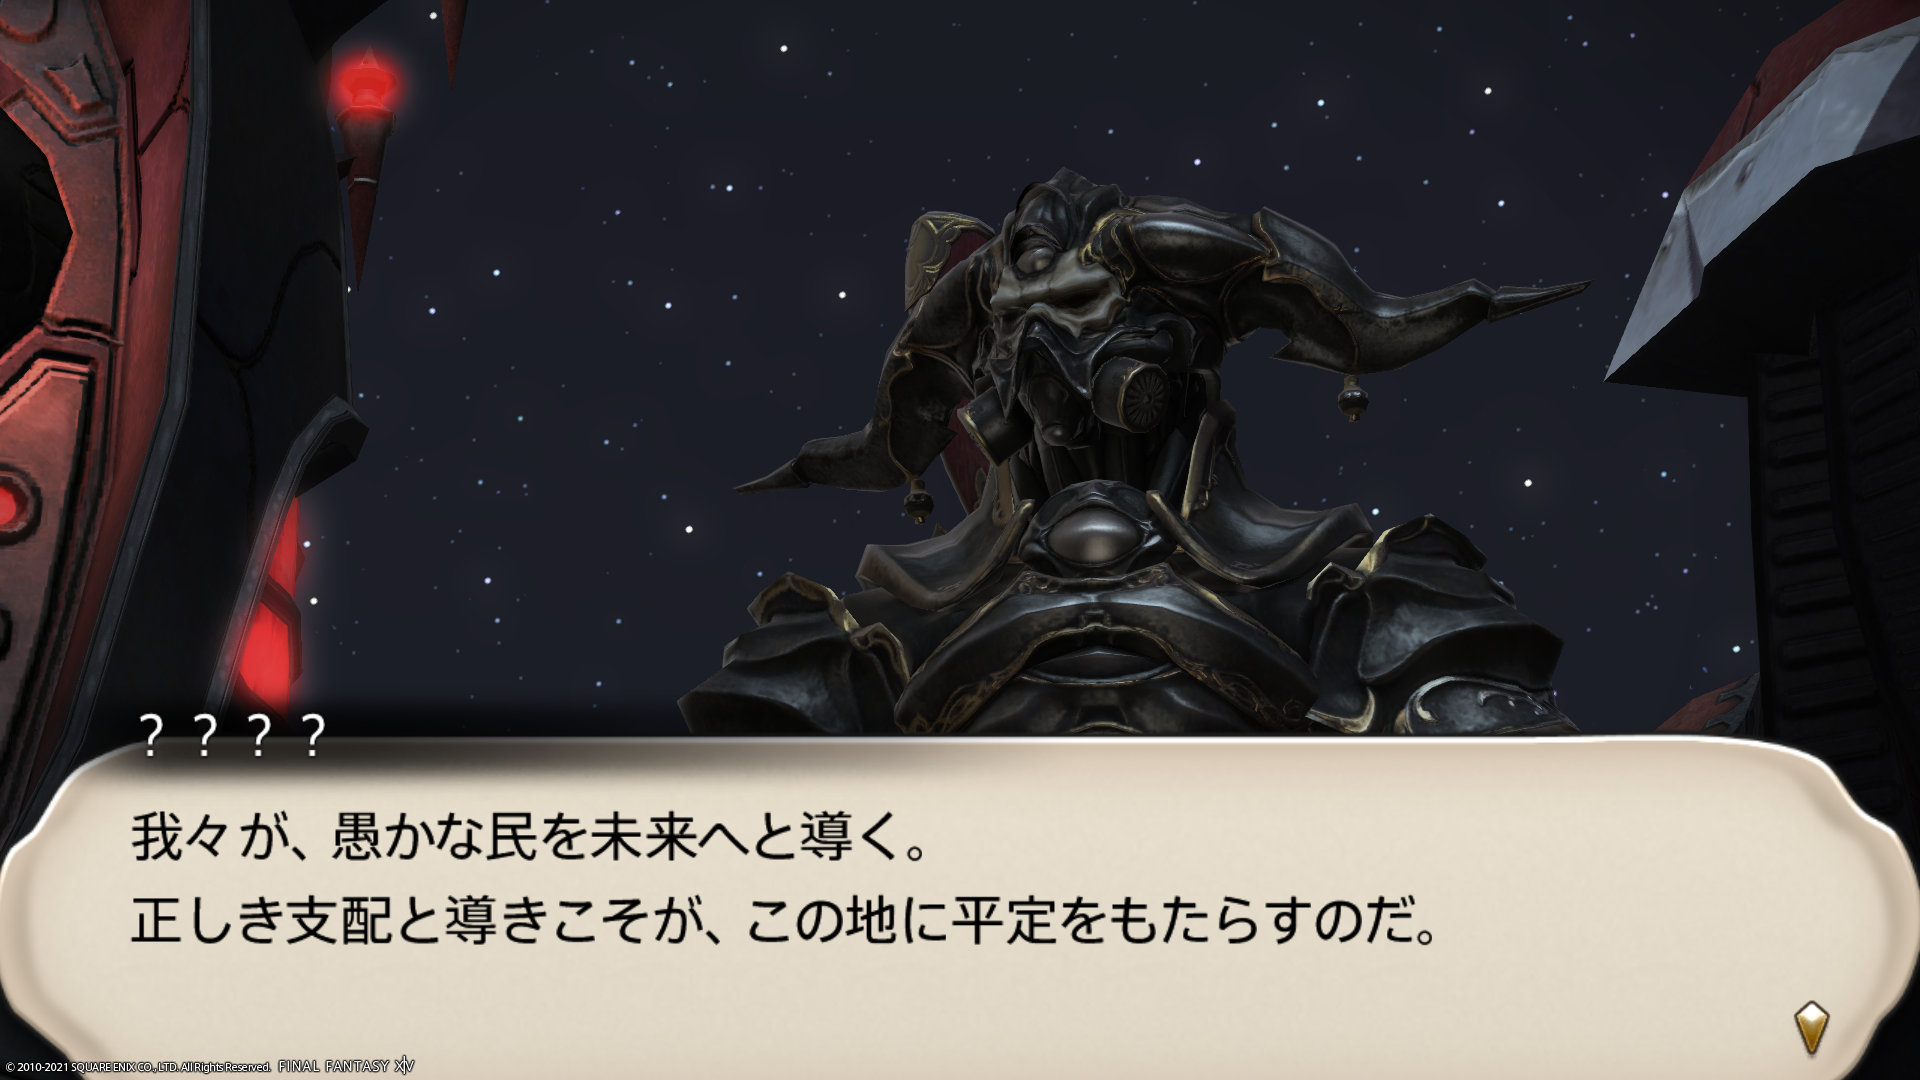 ？？？？
我々が、愚かな民を未来へと導く。
正しき支配と導きこそが、この地に平定をもたらすのだ。
© 2010-2021 SQUARE ENIX CO., LTD. All Rights Reserved. FINAL FANTASY XIV